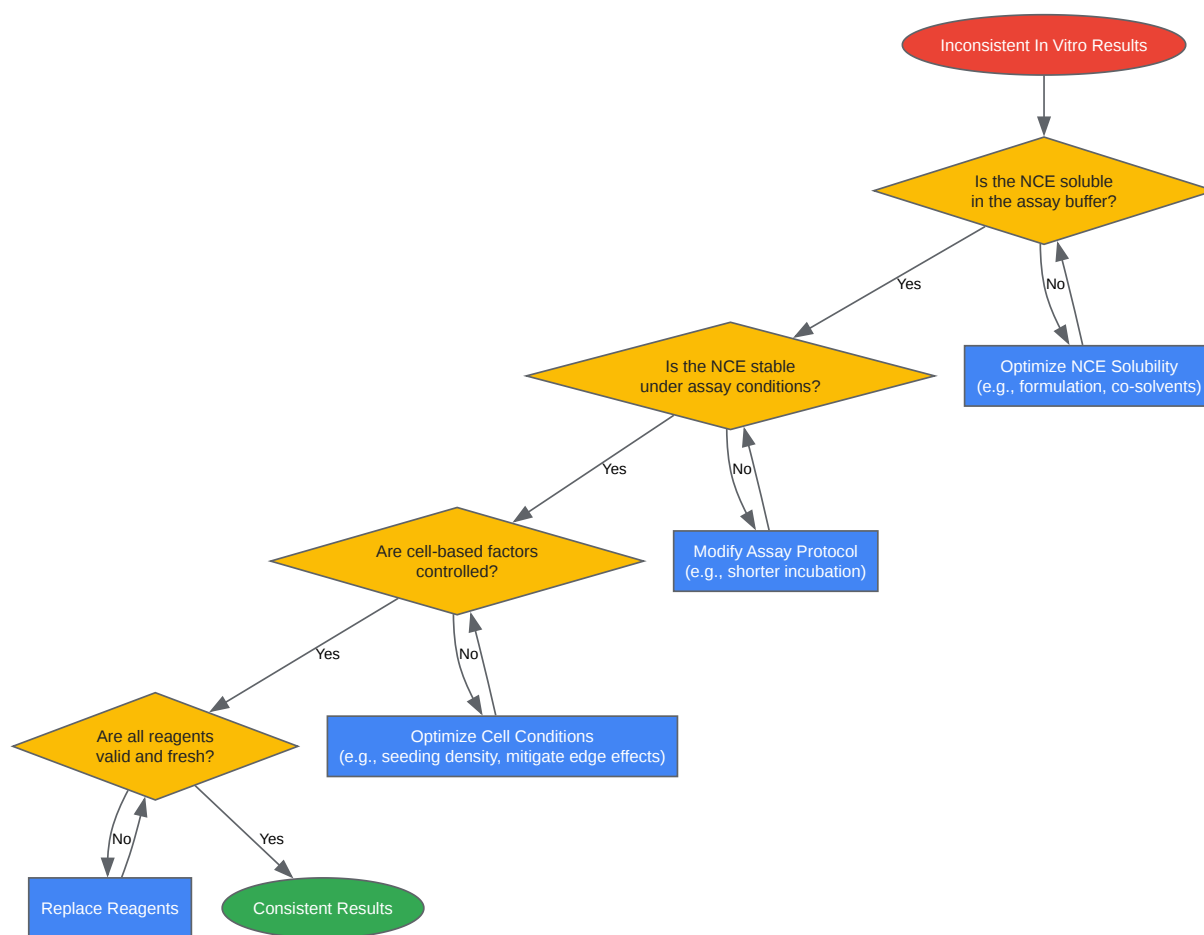 Inconsistent In Vitro Results
Is the NCE soluble
in the assay buffer?
Yes
No
Is the NCE stable
under assay conditions?
Optimize NCE Solubility
(e.g., formulation, co-solvents)
Yes
No
Are cell-based factors
controlled?
Modify Assay Protocol
(e.g., shorter incubation)
Yes
No
Are all reagents
valid and fresh?
Optimize Cell Conditions
(e.g., seeding density, mitigate edge effects)
No
Yes
Replace Reagents
Consistent Results